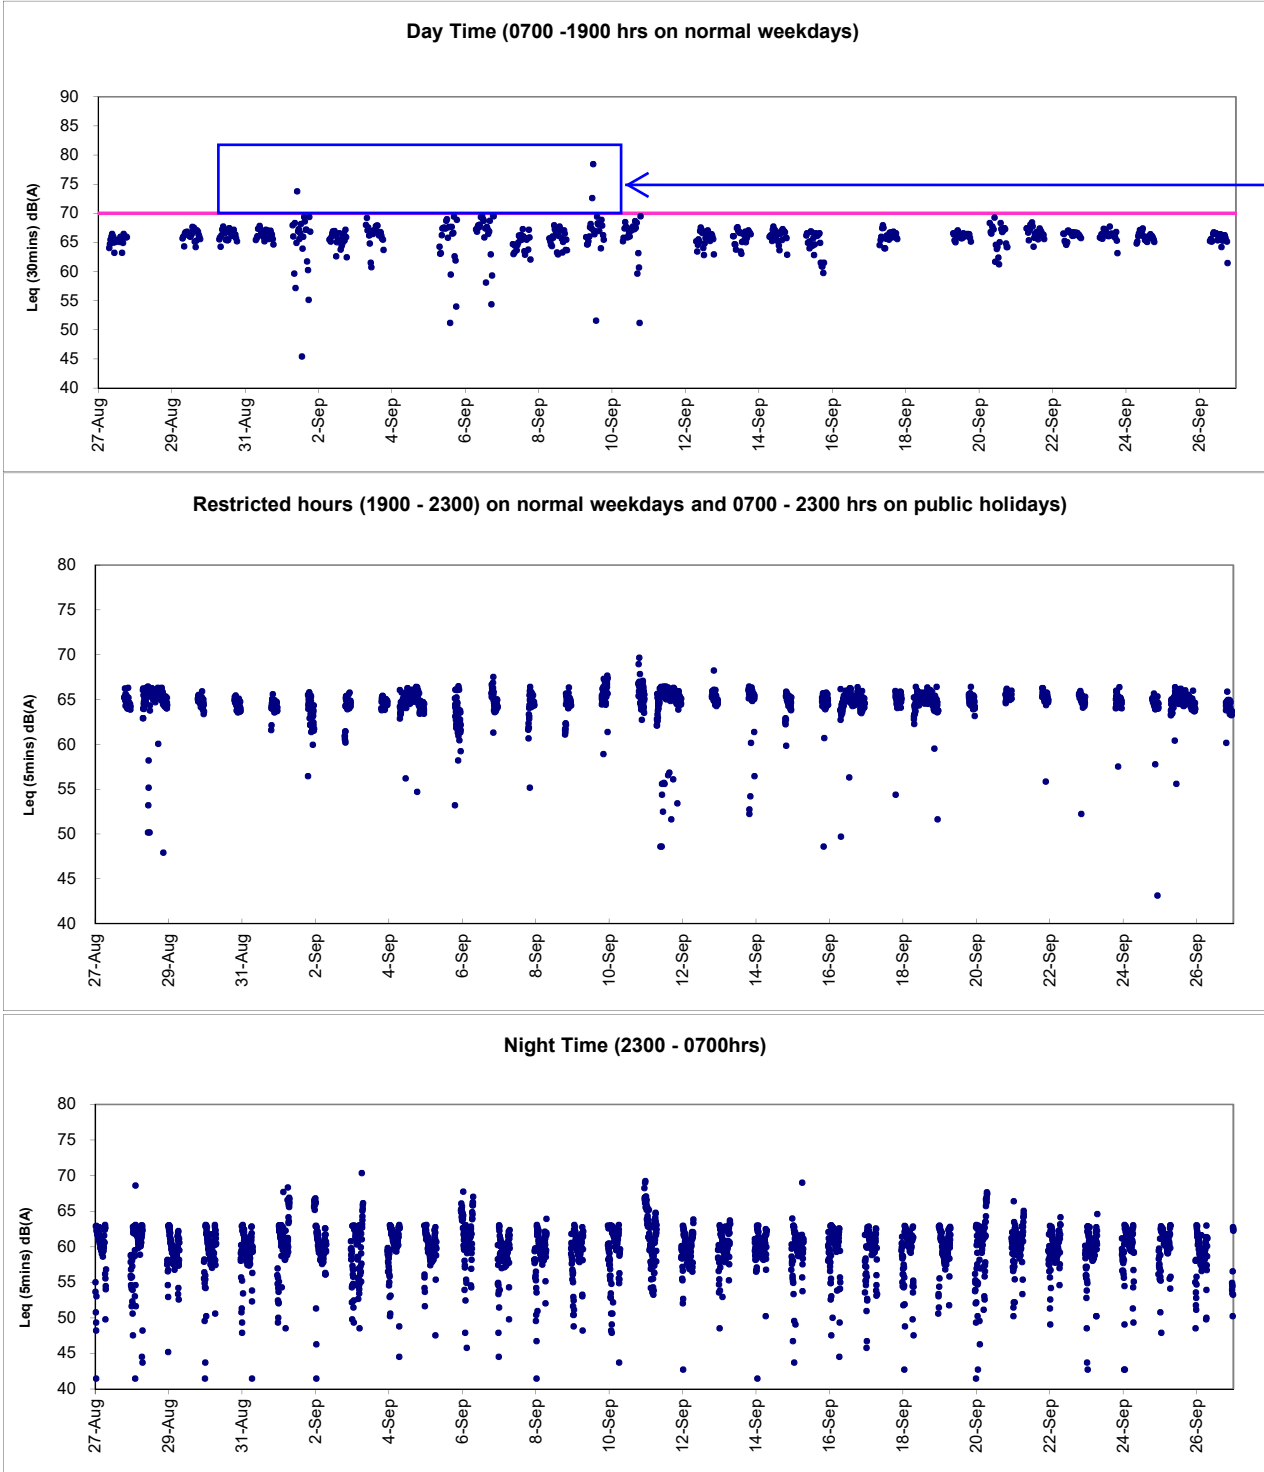 Day Time (0700 -1900 hrs on normal weekdays)
Leq (30mins) dB(A)
90
85
80
75
70
65
60
55
50
45
40
27-Aug
29-Aug
31-Aug
2-Sep
4-Sep
6-Sep
8-Sep
10-Sep
12-Sep
14-Sep
16-Sep
18-Sep
20-Sep
22-Sep
24-Sep
26-Sep
Restricted hours (1900 - 2300) on normal weekdays and 0700 - 2300 hrs on public holidays)
Leq (5mins) dB(A)
80
75
70
65
60
55
50
45
40
27-Aug
29-Aug
31-Aug
2-Sep
4-Sep
6-Sep
8-Sep
10-Sep
12-Sep
14-Sep
16-Sep
18-Sep
20-Sep
22-Sep
24-Sep
26-Sep
Night Time (2300 - 0700hrs)
Leq (5mins) dB(A)
80
75
70
65
60
55
50
45
40
27-Aug
29-Aug
31-Aug
2-Sep
4-Sep
6-Sep
8-Sep
10-Sep
12-Sep
14-Sep
16-Sep
18-Sep
20-Sep
22-Sep
24-Sep
26-Sep